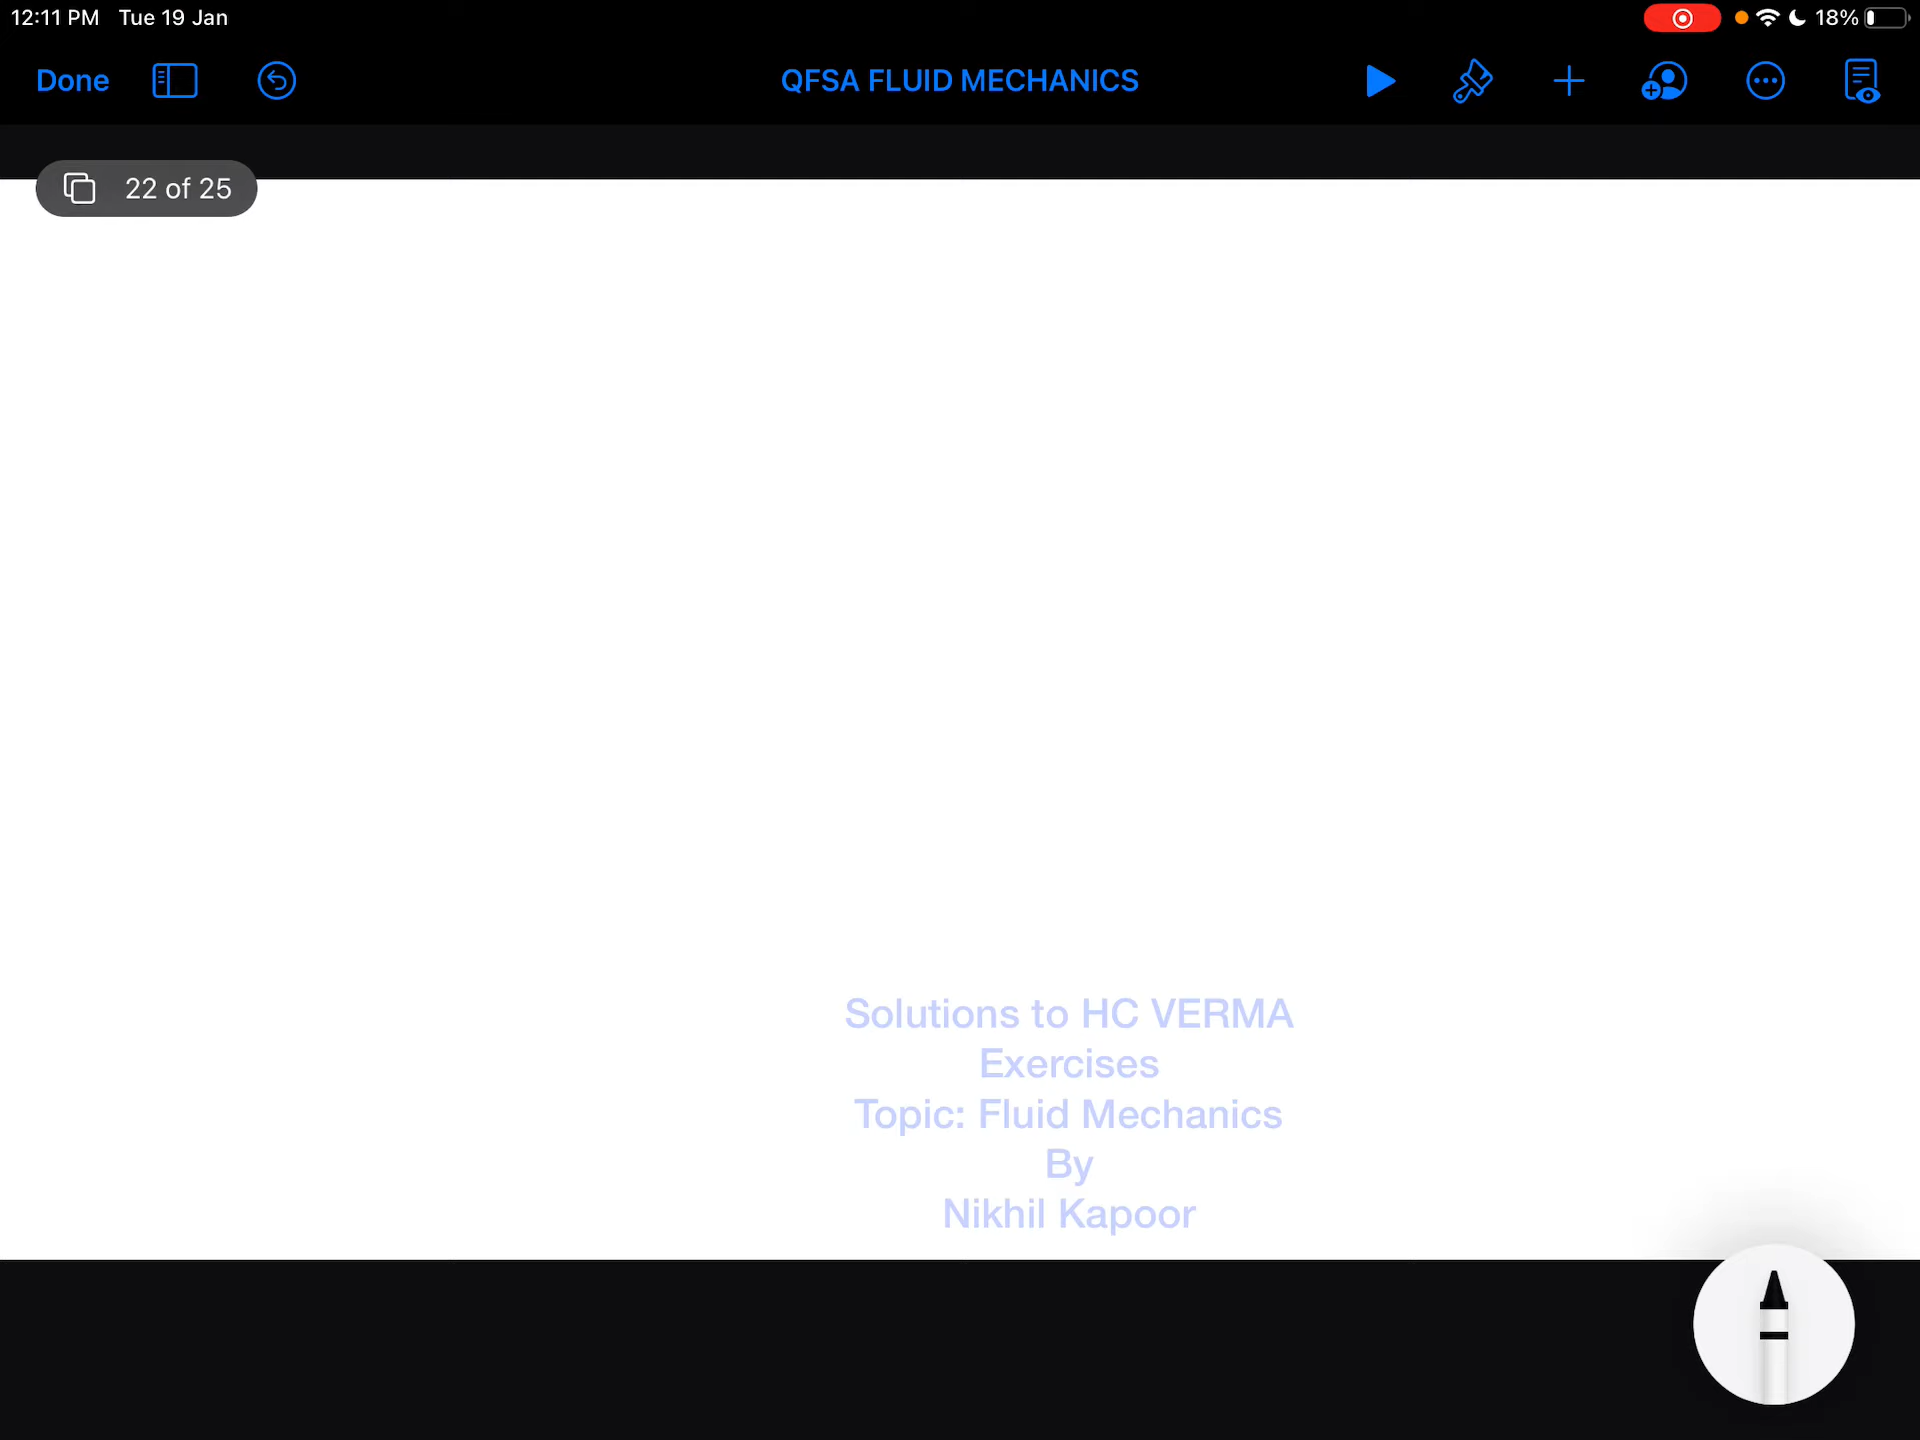 12:11 PM Tue 19 Jan
18%
Done
QFSA FLUID MECHANICS
22 of 25
Solutions to HC VERMA
Exercises
Topic: Fluid Mechanics
By
Nikhil Kapoor